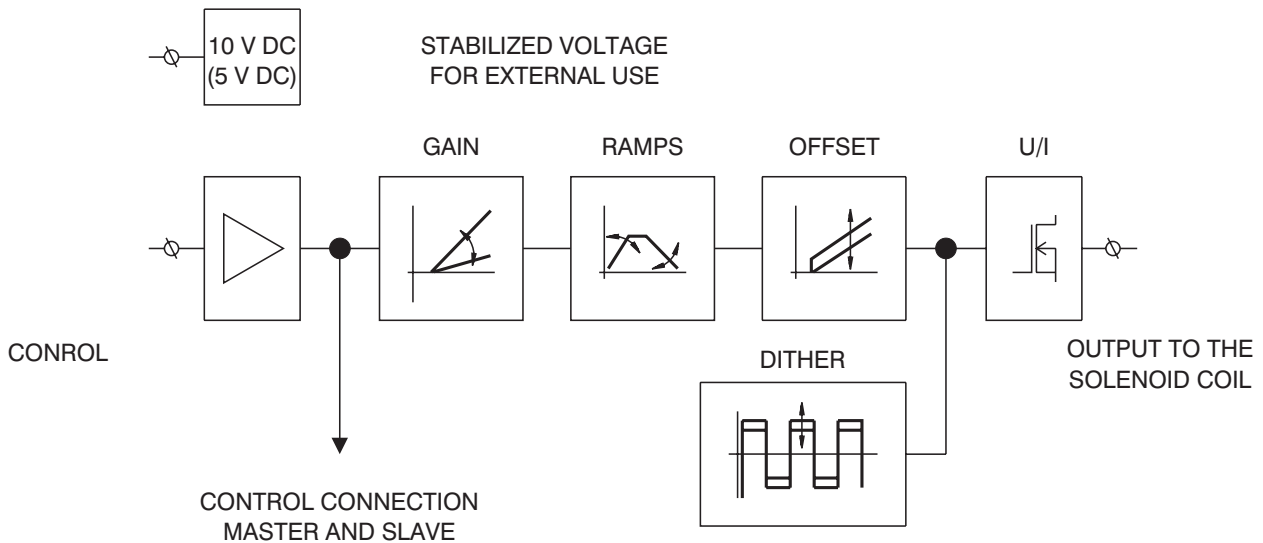 10 V DC
(5 V DC)
STABILIZED VOLTAGE
FOR EXTERNAL USE
GAIN
RAMPS
OFFSET
U/I
CONROL
OUTPUT TO THE
SOLENOID COIL
DITHER
CONTROL CONNECTION
MASTER AND SLAVE